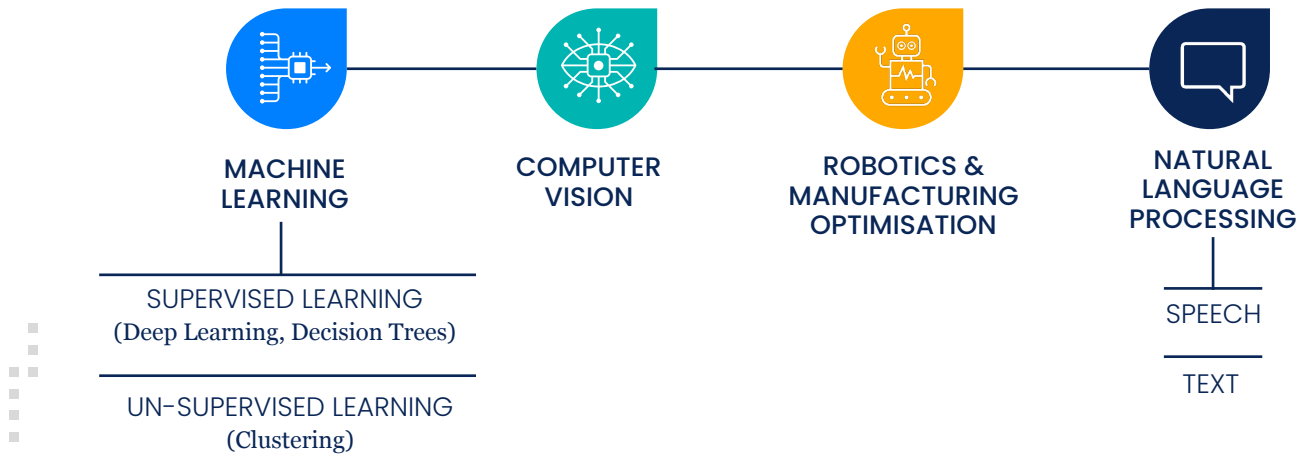 MACHINE
LEARNING
SUPERVISED LEARNING
(Deep Learning, Decision Trees)
UN-SUPERVISED LEARNING
(Clustering)
COMPUTER
VISION
ROBOTICS &
MANUFACTURING
OPTIMISATION
NATURAL
LANGUAGE
PROCESSING
SPEECH
TEXT